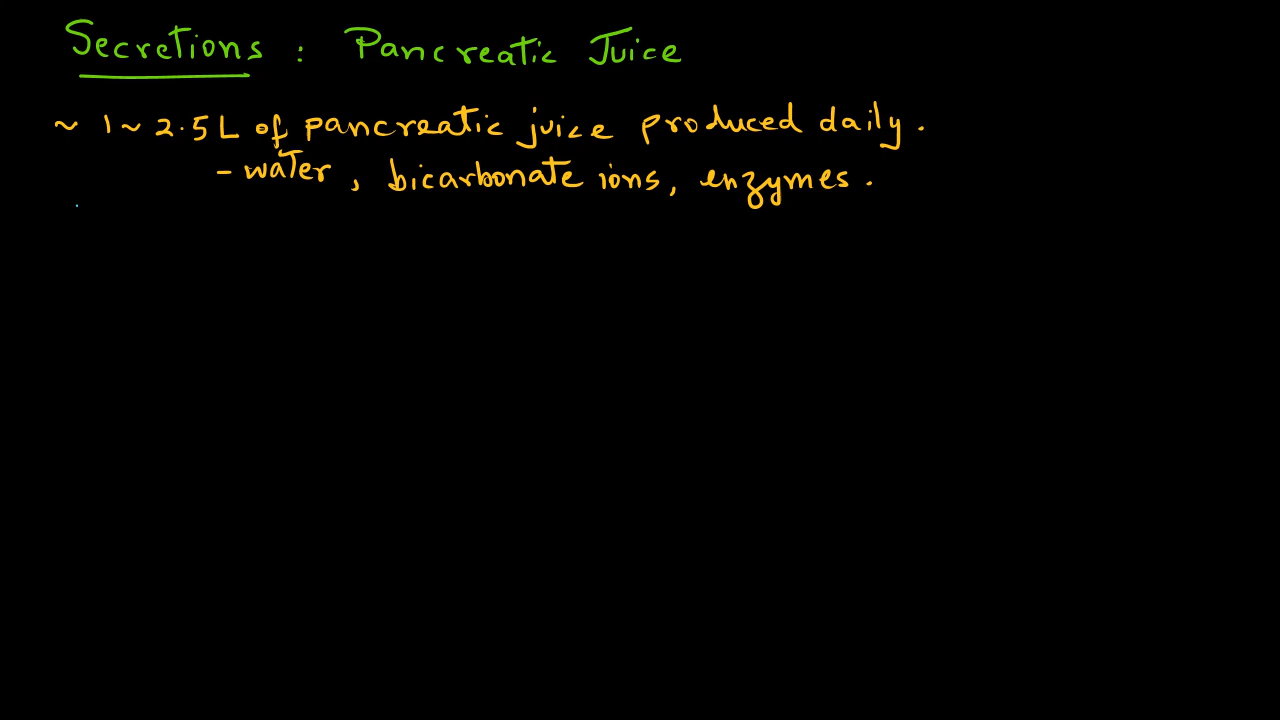 Secretions : Pancreatic Juice
~ 1 ~ 2.5 L of pancreatic juice produced daily.
- water, bicarbonate ions, enzymes.